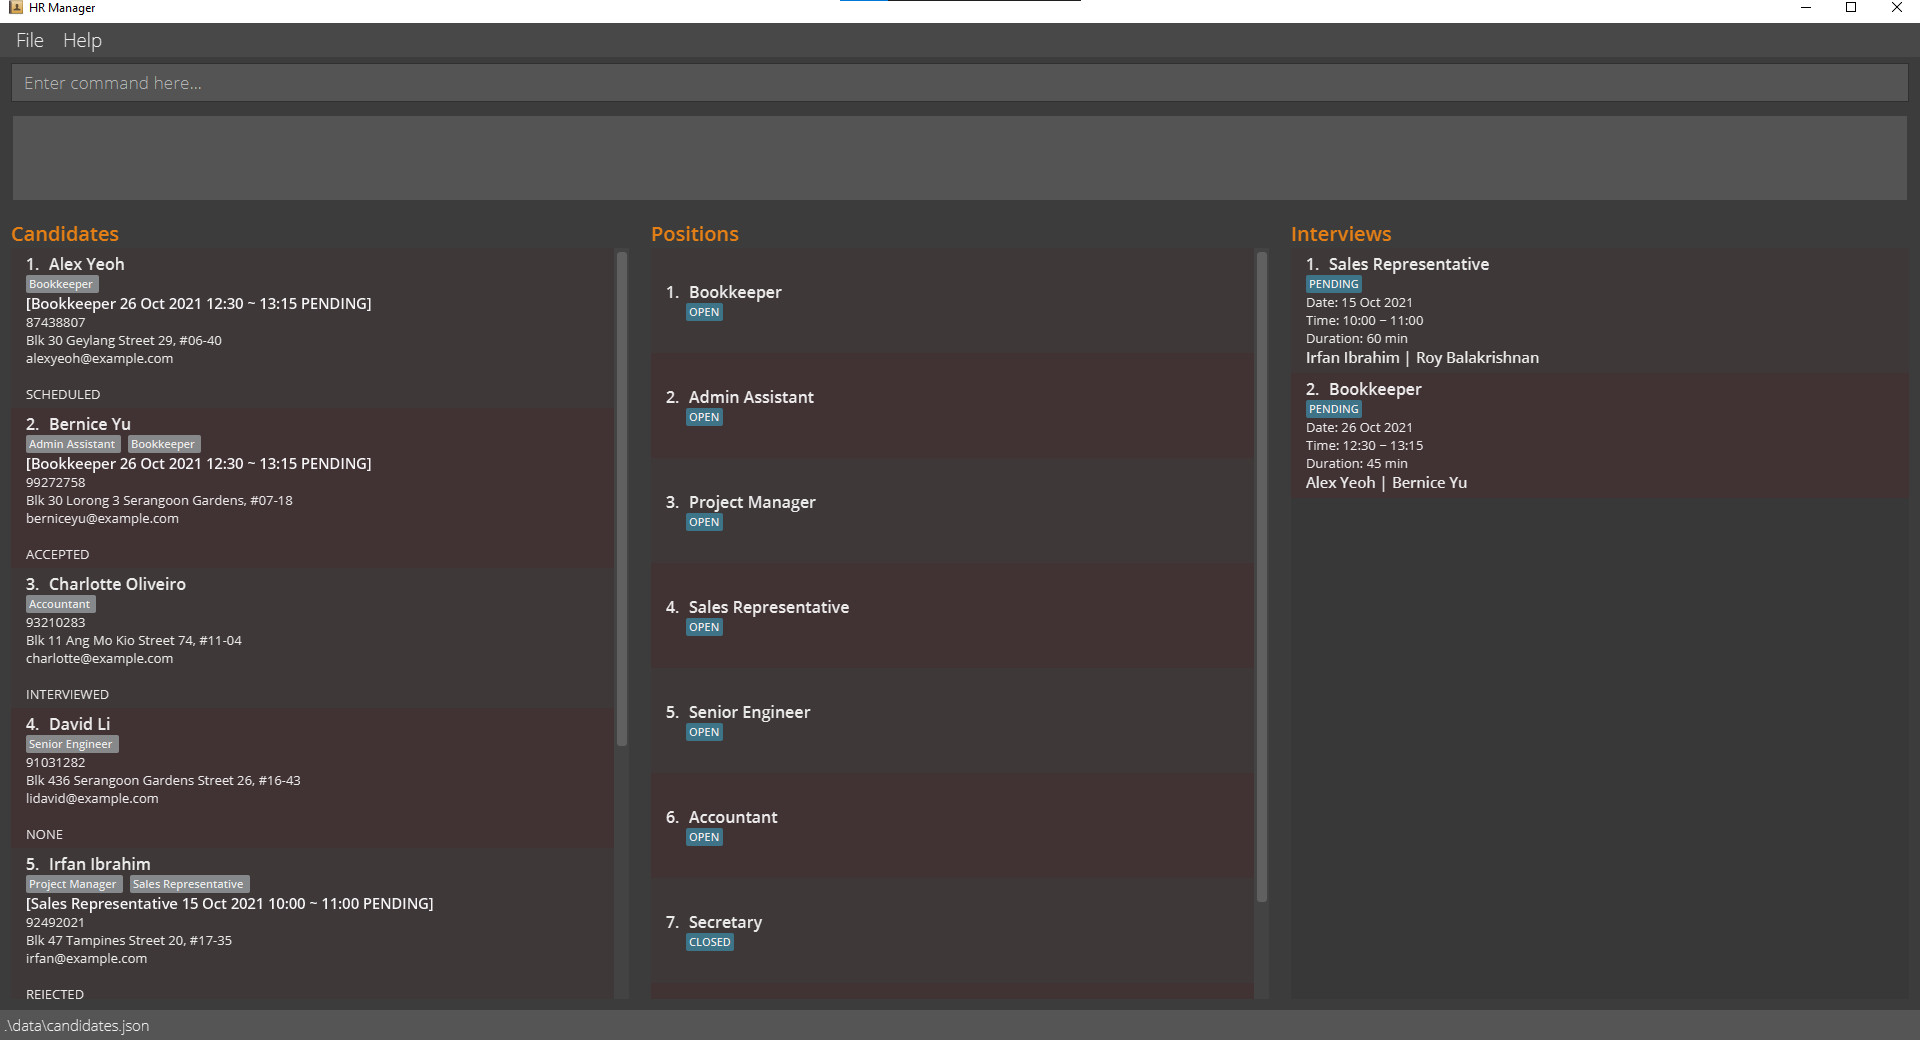 HR Manager
File Help
Enter command here...
Candidates
1. Alex Yeoh
Bookkeeper
[Bookkeeper 26 Oct 2021 12:30 ~ 13:15 PENDING]
87438807
Blk 30 Geylang Street 29, #06-40
alexyeoh@example.com
SCHEDULED
2. Bernice Yu
Admin Assistant Bookkeeper
[Bookkeeper 26 Oct 2021 12:30 ~ 13:15 PENDING]
99272758
Blk 30 Lorong 3 Serangoon Gardens, #07-18
berniceyu@example.com
ACCEPTED
3. Charlotte Oliveiro
Accountant
93210283
Blk 11 Ang Mo Kio Street 74, #11-04
charlotte@example.com
INTERVIEWED
4. David Li
Senior Engineer
91031282
Blk 436 Serangoon Gardens Street 26, #16-43
lidavid@example.com
NONE
5. Irfan Ibrahim
Project Manager Sales Representative
[Sales Representative 15 Oct 2021 10:00 ~ 11:00 PENDING]
92492021
Blk 47 Tampines Street 20, #17-35
irfan@example.com
REJECTED
Positions
1. Bookkeeper
OPEN
2. Admin Assistant
OPEN
3. Project Manager
OPEN
4. Sales Representative
OPEN
5. Senior Engineer
OPEN
6. Accountant
OPEN
7. Secretary
CLOSED
Interviews
1. Sales Representative
PENDING
Date: 15 Oct 2021
Time: 10:00 ~ 11:00
Duration: 60 min
Irfan Ibrahim | Roy Balakrishnan
2. Bookkeeper
PENDING
Date: 26 Oct 2021
Time: 12:30 ~ 13:15
Duration: 45 min
Alex Yeoh | Bernice Yu
.\data\candidates.json